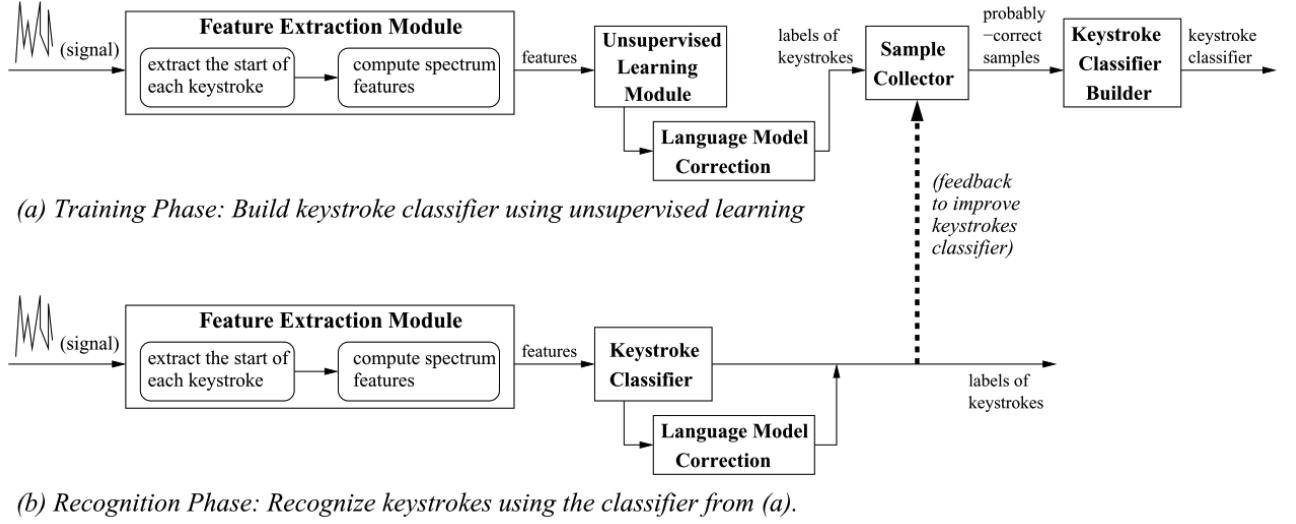 (signal)
Feature Extraction Module
extract the start of
each keystroke
compute spectrum
features
features
Unsupervised
Learning
Module
Language Model
Correction
labels of
keystrokes
Sample
Collector
probably
−correct
samples
Keystroke
Classifier
Builder
keystroke
classifier
(a) Training Phase: Build keystroke classifier using unsupervised learning
(feedback
to improve
keystrokes
classifier)
(signal)
Feature Extraction Module
extract the start of
each keystroke
compute spectrum
features
features
Keystroke
Classifier
Language Model
Correction
labels of
keystrokes
(b) Recognition Phase: Recognize keystrokes using the classifier from (a).